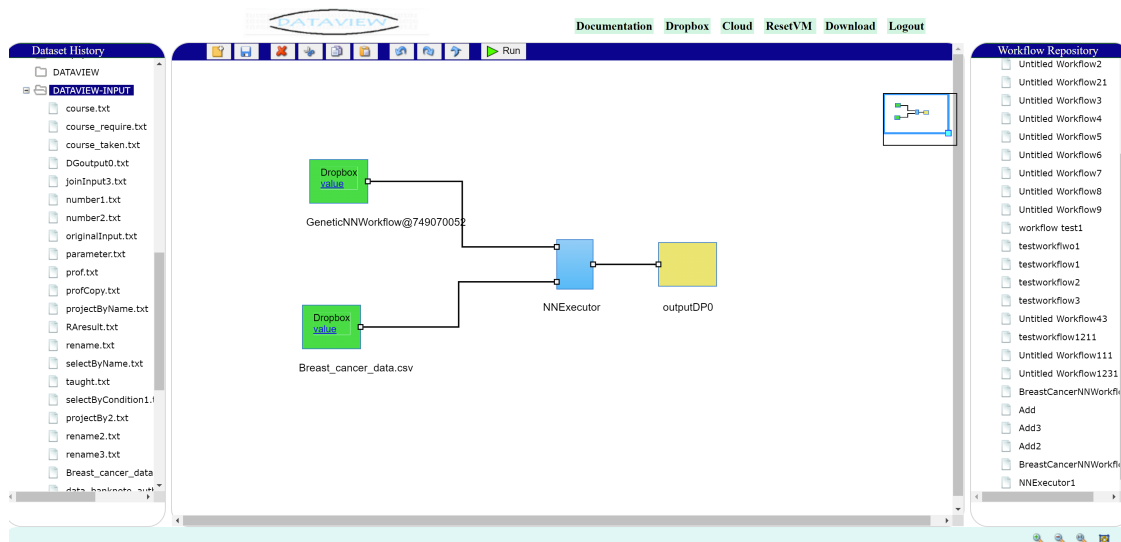 DATAVIEW
Documentation Dropbox Cloud ResetVM Download Logout
Dataset History
DATAVIEW
DATAVIEW-INPUT
course.txt
course_require.txt
course_taken.txt
DGoutput0.txt
joinInput3.txt
number1.txt
number2.txt
originalInput.txt
parameter.txt
prof.txt
profCopy.txt
projectByName.txt
RAresult.txt
rename.txt
selectByName.txt
taught.txt
selectByCondition1.t
projectBy2.txt
rename2.txt
rename3.txt
Breast_cancer_data
data_banknote_auth
Run
Dropbox
value
GeneticNNWorkflow@749070052
Dropbox
value
Breast_cancer_data.csv
NNExecutor
outputDP0
Workflow Repository
Untitled Workflow2
Untitled Workflow21
Untitled Workflow3
Untitled Workflow4
Untitled Workflow5
Untitled Workflow6
Untitled Workflow7
Untitled Workflow8
Untitled Workflow9
workflow test1
testworkflwo1
testworkflow1
testworkflow2
testworkflow3
Untitled Workflow43
testworkflow1211
Untitled Workflow111
Untitled Workflow1231
BreastCancerNNWorkfl
Add
Add3
Add2
BreastCancerNNWorkfl
NNExecutor1